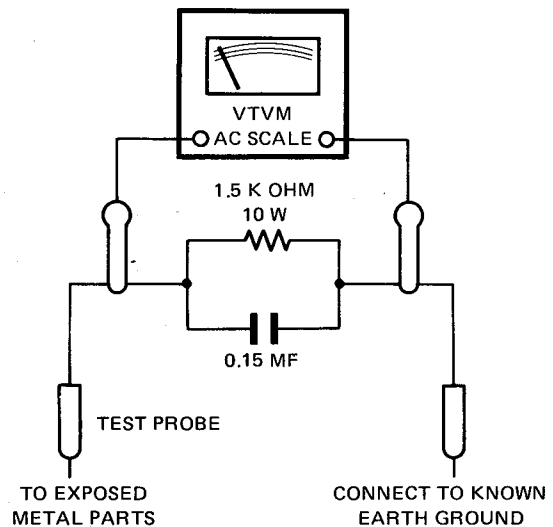 VTVM
AC SCALE
1.5 K OHM
10 W
0.15 MF
TEST PROBE
TO EXPOSED
METAL PARTS
CONNECT TO KNOWN
EARTH GROUND